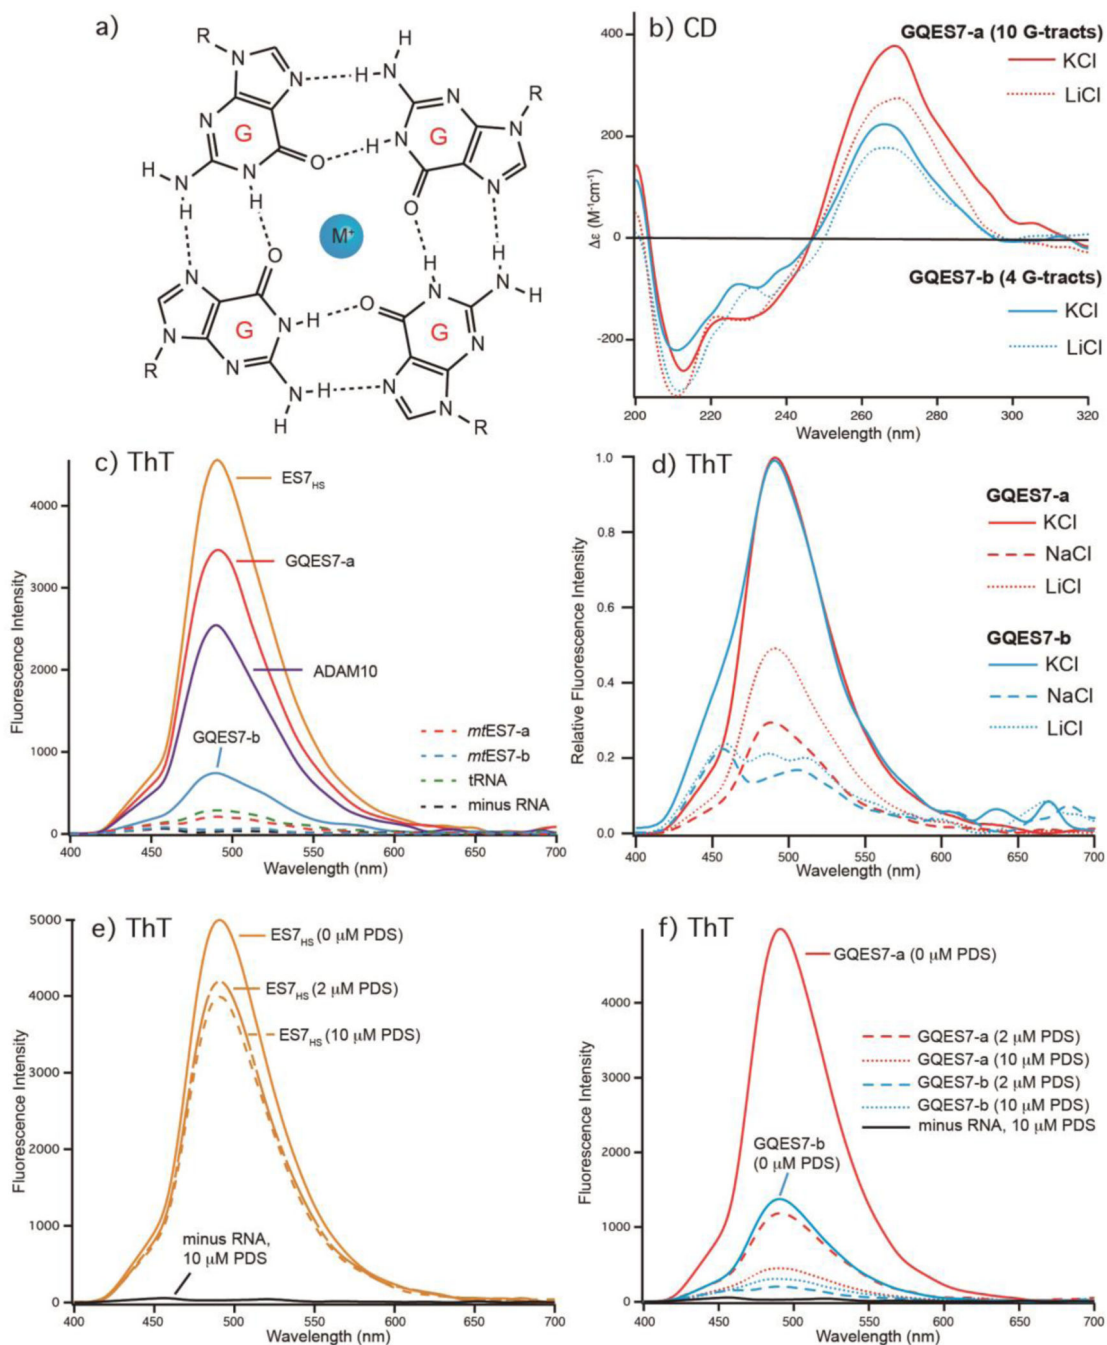 a)
R
H
N
N
H
N
N
R
N
G
N
H
N
G
N
O
H
N
H
N
H
O
N
H
M⁺
N
O
H
H
N
H
N
G
N
H
O
N
G
N
R
N
N
H
N
N
H
R
b) CD
400
200
0
-200
Δε (M⁻¹cm⁻¹)
GQES7-a (10 G-tracts)
KCl
LiCl
GQES7-b (4 G-tracts)
KCl
LiCl
200 220 240 260 280 300 320
Wavelength (nm)
c) ThT
4000
3000
2000
1000
0
Fluorescence Intensity
ES7HS
GQES7-a
ADAM10
GQES7-b
mtES7-a
mtES7-b
tRNA
minus RNA
400 450 500 550 600 650 700
Wavelength (nm)
d) ThT
1.0
0.8
0.6
0.4
0.2
0.0
Relative Fluorescence Intensity
GQES7-a
KCl
NaCl
LiCl
GQES7-b
KCl
NaCl
LiCl
400 450 500 550 600 650 700
Wavelength (nm)
e) ThT
5000
4000
3000
2000
1000
0
Fluorescence Intensity
ES7HS (0 μM PDS)
ES7HS (2 μM PDS)
ES7HS (10 μM PDS)
minus RNA,
10 μM PDS
400 450 500 550 600 650 700
Wavelength (nm)
f) ThT
4000
3000
2000
1000
0
Fluorescence Intensity
GQES7-a (0 μM PDS)
GQES7-a (2 μM PDS)
GQES7-a (10 μM PDS)
GQES7-b (2 μM PDS)
GQES7-b (10 μM PDS)
minus RNA, 10 μM PDS
GQES7-b
(0 μM PDS)
400 450 500 550 600 650 700
Wavelength (nm)